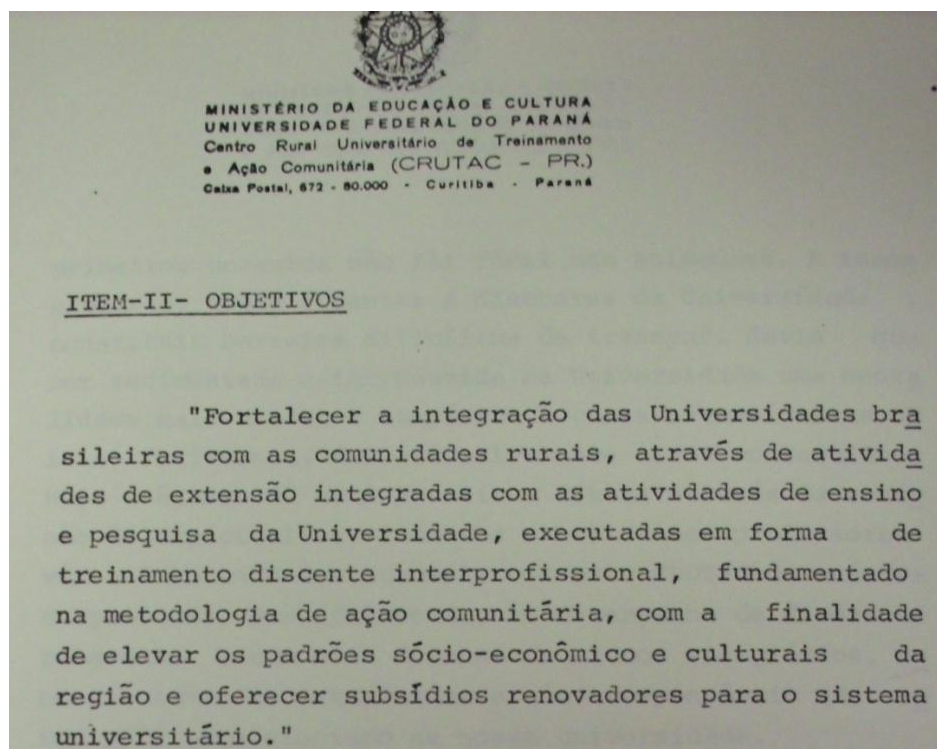 MINISTÉRIO DA EDUCAÇÃO E CULTURA
UNIVERSIDADE FEDERAL DO PARANÁ
Centro Rural Universitário de Treinamento
e Ação Comunitária (CRUTAC - PR.)
Caixa Postal, 672 - 80.000 - Curitiba - Paraná
ITEM-II- OBJETIVOS
"Fortalecer a integração das Universidades bra
sileiras com as comunidades rurais, através de ativida
des de extensão integradas com as atividades de ensino
e pesquisa da Universidade, executadas em forma de
treinamento discente interprofissional, fundamentado
na metodologia de ação comunitária, com a finalidade
de elevar os padrões sócio-econômico e culturais da
região e oferecer subsídios renovadores para o sistema
universitário."